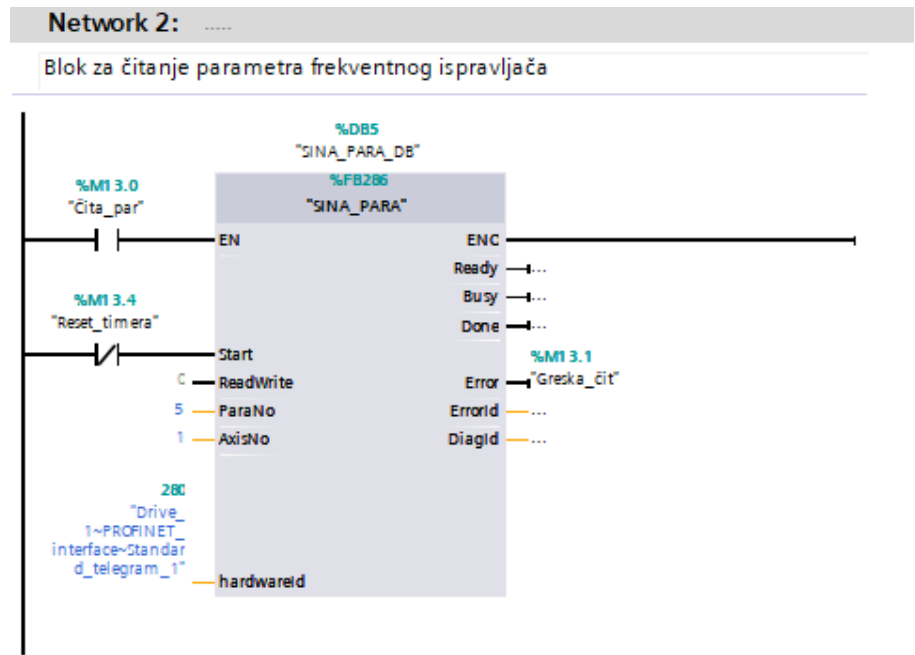 Network 2: .....
Blok za čitanje parametra frekventnog ispravljača
%DB5
"SINA_PARA_DB"
%FB286
"SINA_PARA"
%M13.0
"Čita_par"
EN
ENO
Ready
...
Busy
...
Done
...
%M13.4
"Reset_timera"
Start
0
ReadWrite
%M13.1
Error
"Greska_čit"
5
ParaNo
ErrorId
...
1
AxisNo
DiagId
...
280
"Drive_
1~PROFINET_
interface~Standar
d_telegram_1"
hardwareId